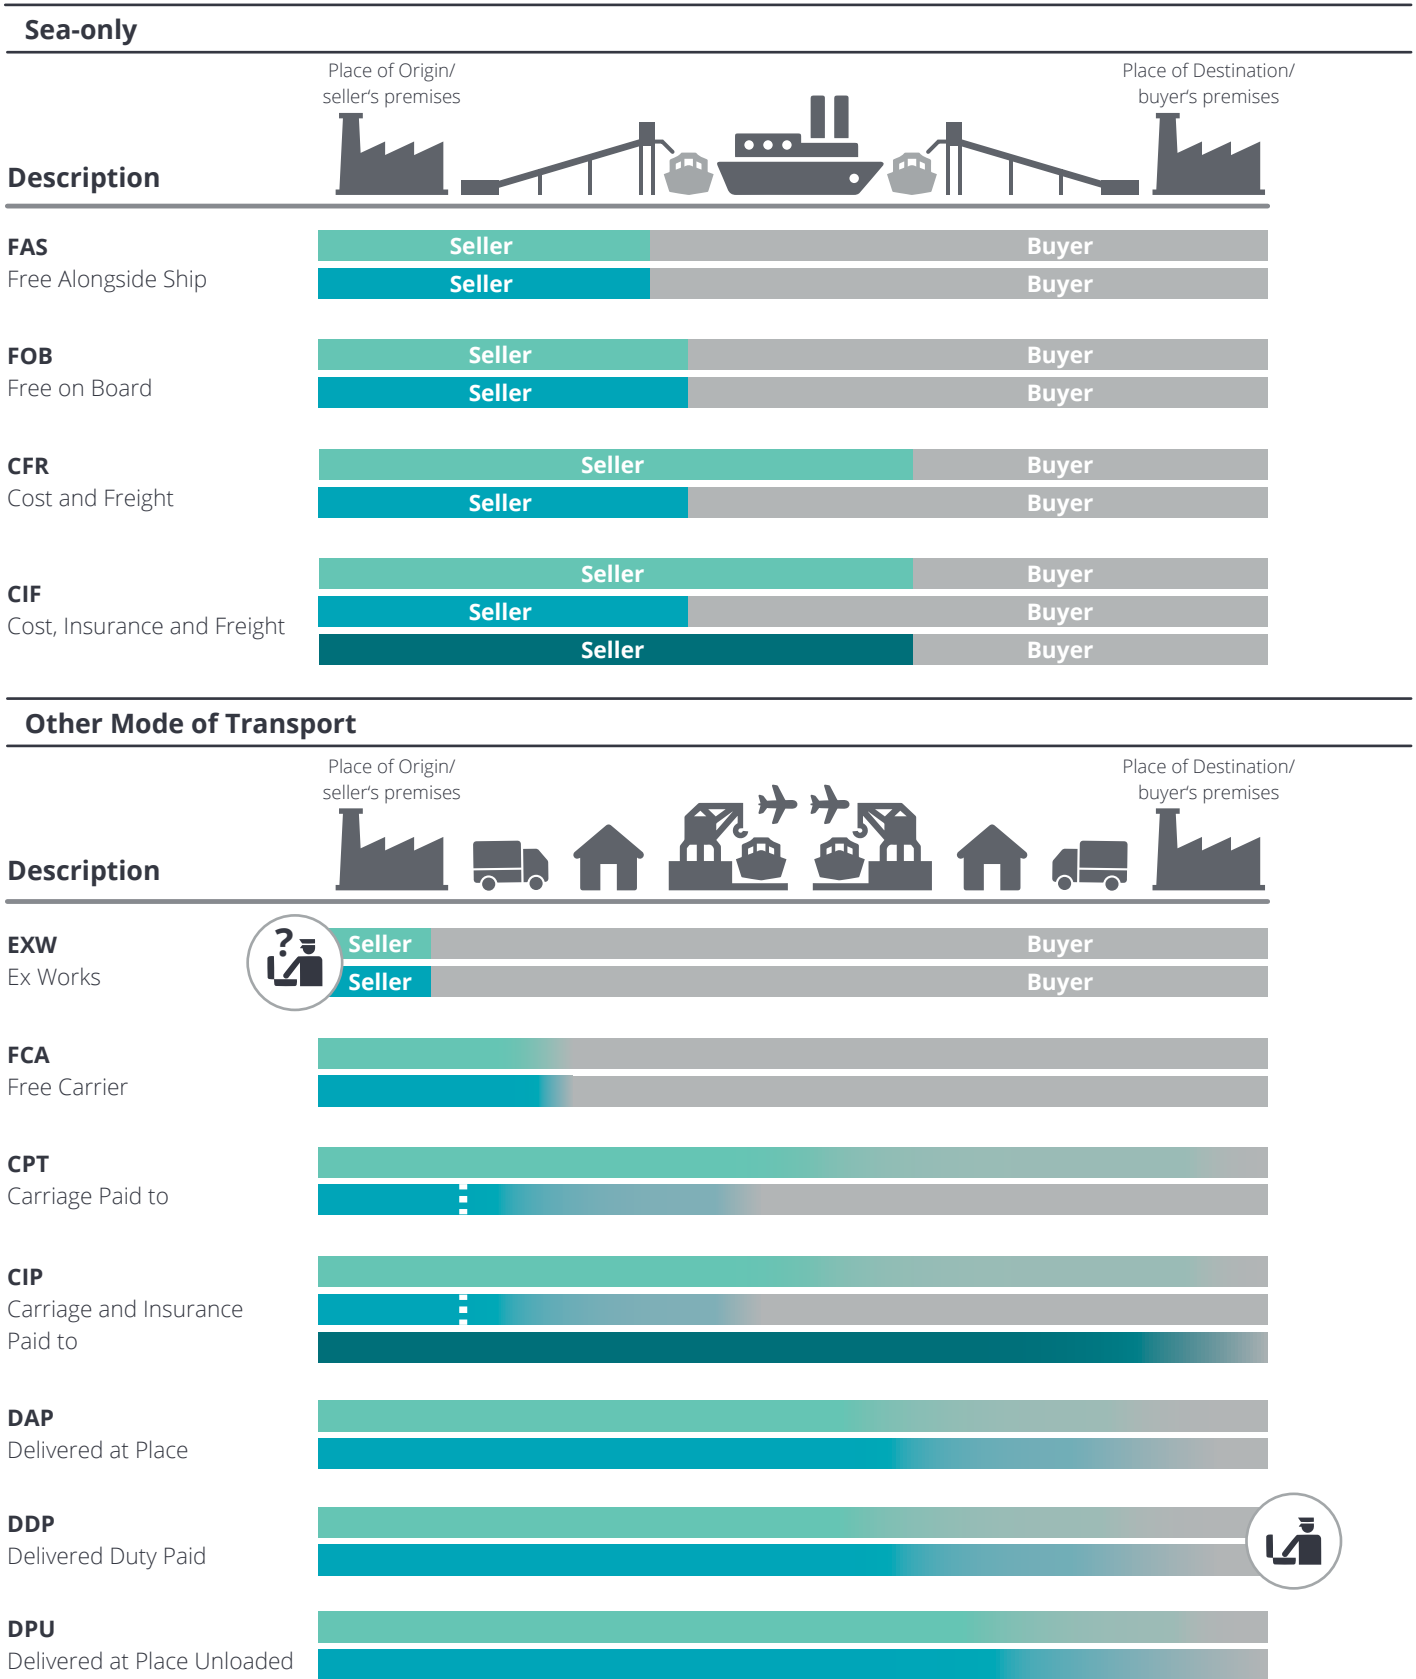 Sea-only
Place of Origin/
seller‘s premises
Place of Destination/
buyer‘s premises
Description
FAS
Free Alongside Ship
Seller
Buyer
Seller
Buyer
FOB
Free on Board
Seller
Buyer
Seller
Buyer
CFR
Cost and Freight
Seller
Buyer
Seller
Buyer
CIF
Cost, Insurance and Freight
Seller
Buyer
Seller
Buyer
Seller
Buyer
Other Mode of Transport
Place of Origin/
seller‘s premises
Place of Destination/
buyer‘s premises
Description
EXW
Ex Works
?
Seller
Buyer
Seller
Buyer
FCA
Free Carrier
CPT
Carriage Paid to
CIP
Carriage and Insurance
Paid to
DAP
Delivered at Place
DDP
Delivered Duty Paid
DPU
Delivered at Place Unloaded